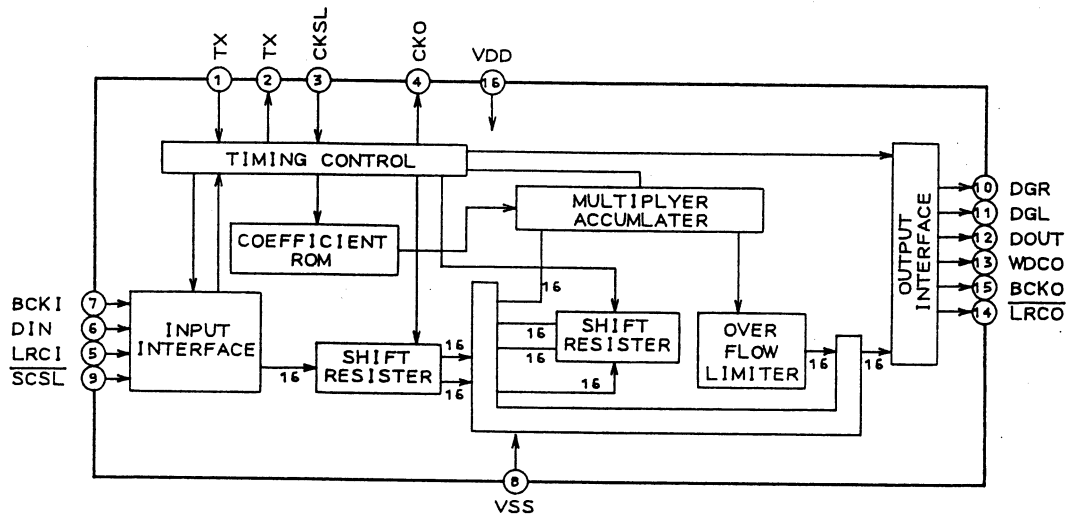 TX
TX
CKSL
CKO
VDD
1
2
3
4
16
TIMING CONTROL
MULTIPLYER
ACCUMLATER
COEFFICIENT
ROM
OUTPUT
INTERFACE
10 DGR
11 DGL
12 DOUT
13 WDCO
15 BCKO
14 LRCO
BCKI 7
DIN 6
LRCI 5
SCSL 9
INPUT
INTERFACE
16
SHIFT
RESISTER
16
16
16
16
16
16
SHIFT
RESISTER
OVER
FLOW
LIMITER
16
16
8
VSS